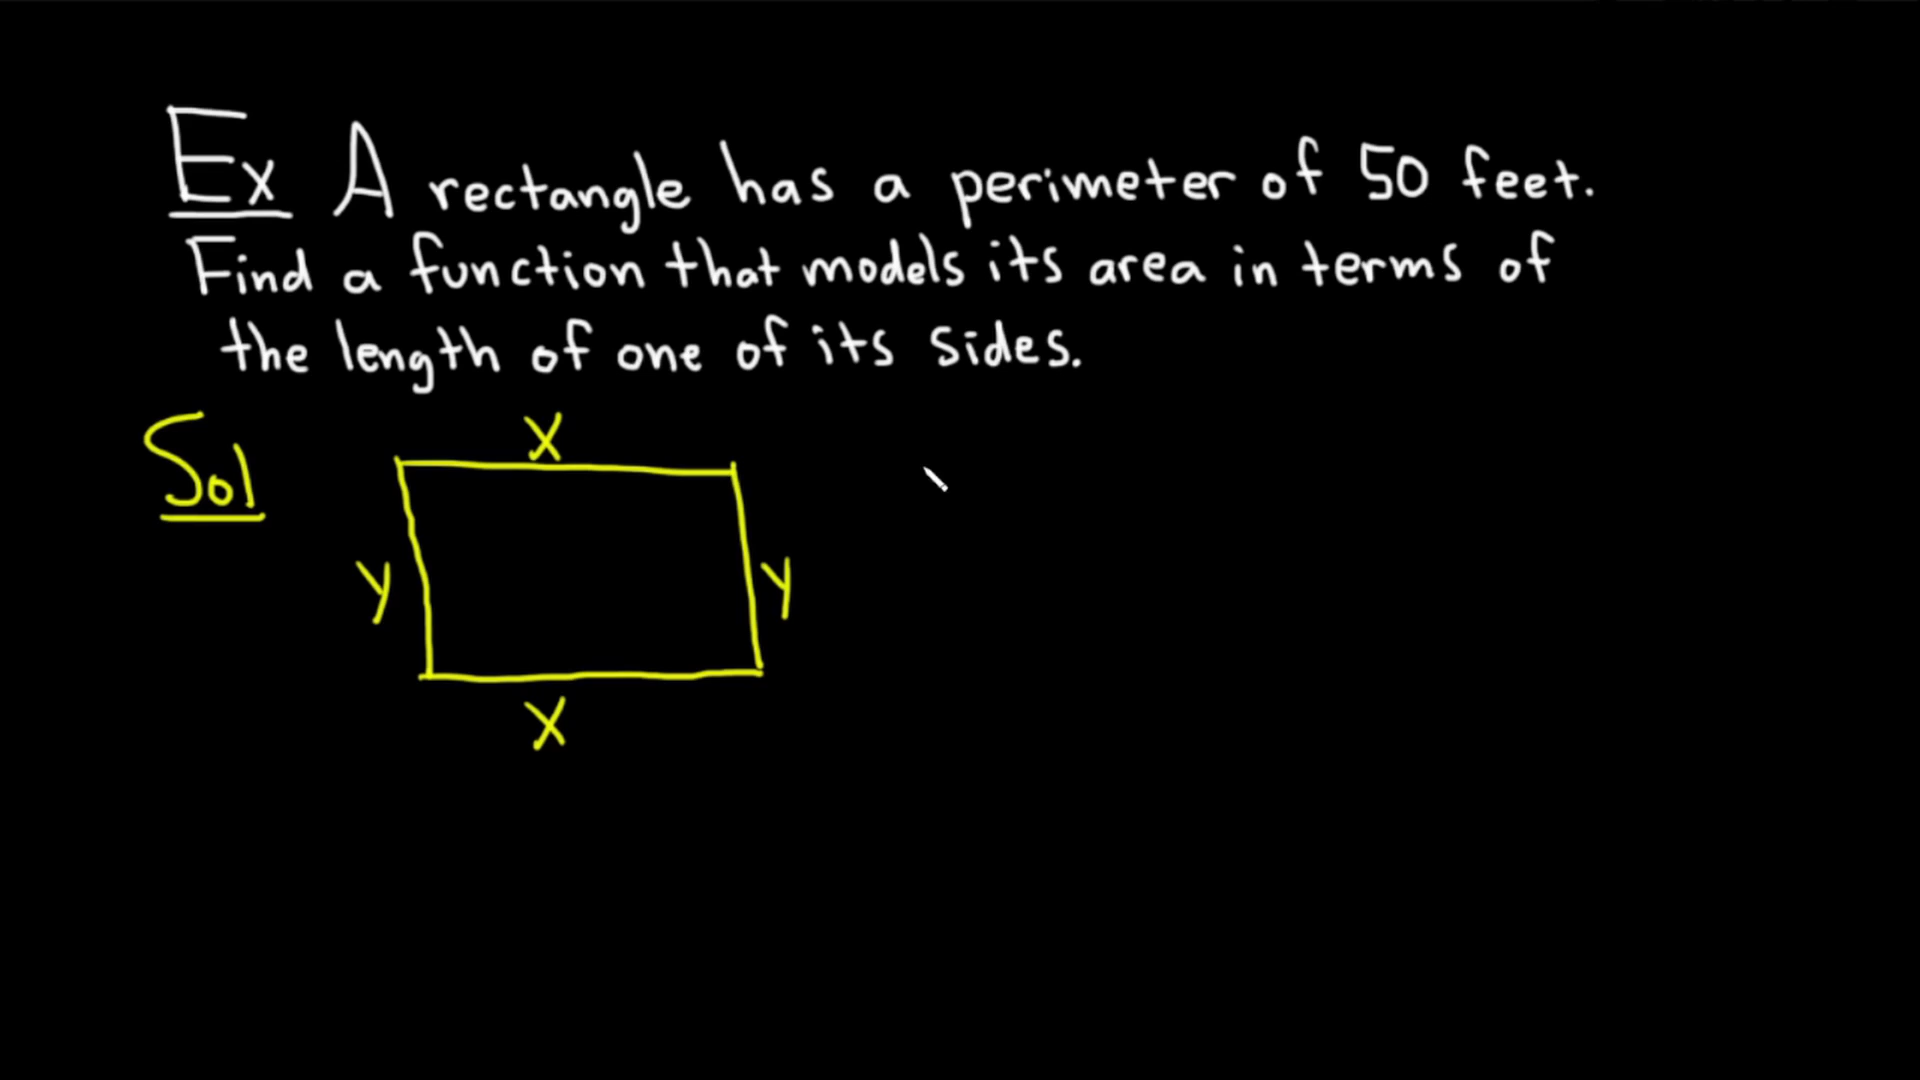 Ex A rectangle has a perimeter of 50 feet.
Find a function that models its area in terms of
the length of one of its sides.
Sol
x
y
y
x